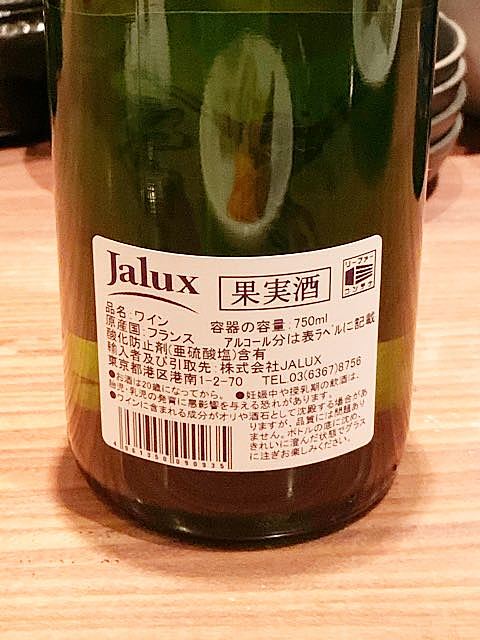 Jalux
果実酒
リーファー
コンテナ
品名:ワイン
容器の容量:750ml
原産国:フランス
アルコール分は表ラベルに記載
酸化防止剤(亜硫酸塩)含有
輸入者及び引取先:株式会社JALUX
東京都港区港南1-2-70 TEL 03(6367)8756
●お酒は20歳になってから。 ●妊娠中や授乳期の飲酒は、
胎児・乳児の発育に悪影響を与える恐れがあります。
●ワインに含まれる成分がオリや酒石として沈殿する場合があ
りますが、品質には問題あり
ません。ボトルの底に沈め、
きれいに澄んだ状態でグラス
に注ぎお楽しみください。
4 961350 090935